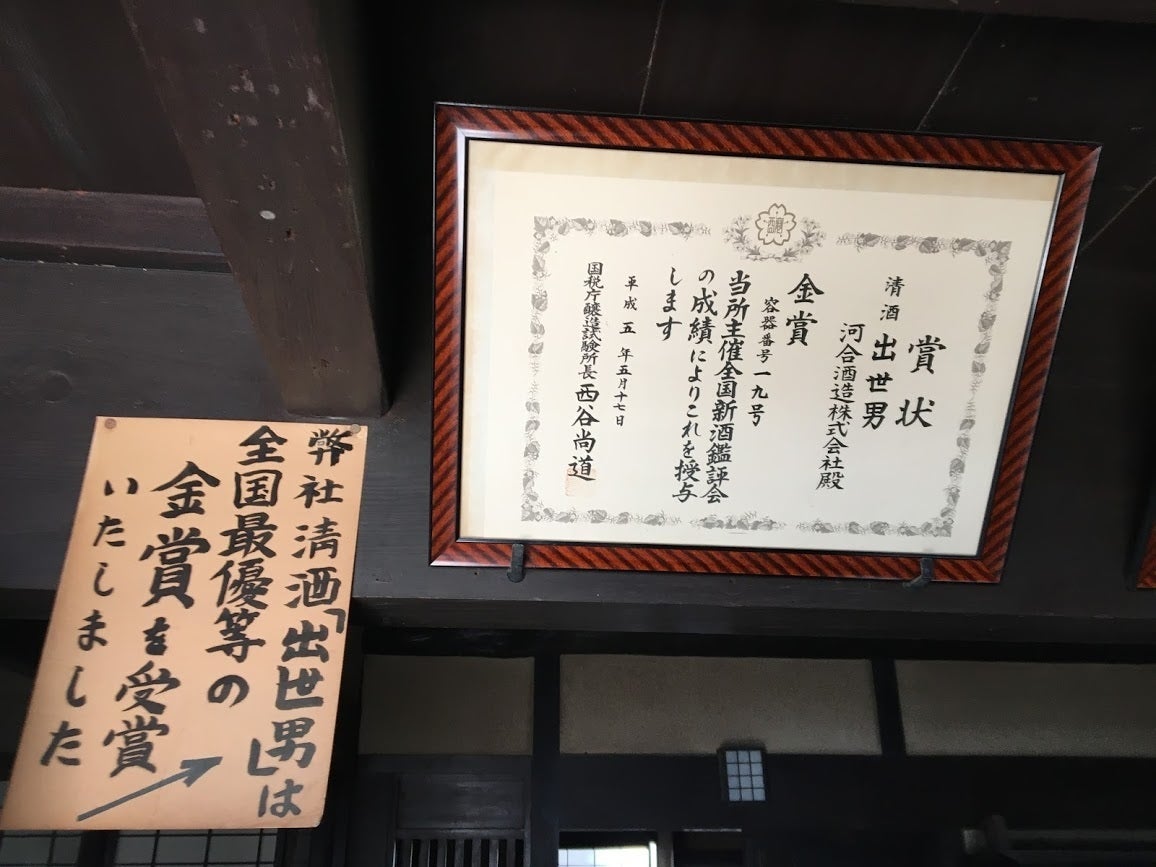 賞状
清酒 出世男
河合酒造株式会社殿
金賞
容器番号一九号
当所主催全国新酒鑑評会
の成績によりこれを授与
します
平成五年五月十七日
国税庁醸造試験所長 西谷尚道
弊社清酒「出世男」は
全国最優等の
金賞を受賞
いたしました